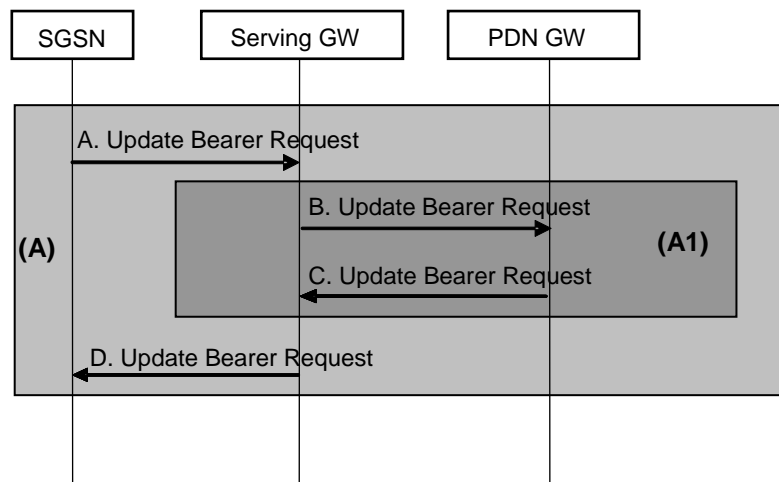 SGSN
Serving GW
PDN GW
A. Update Bearer Request
B. Update Bearer Request
(A)
(A1)
C. Update Bearer Request
D. Update Bearer Request